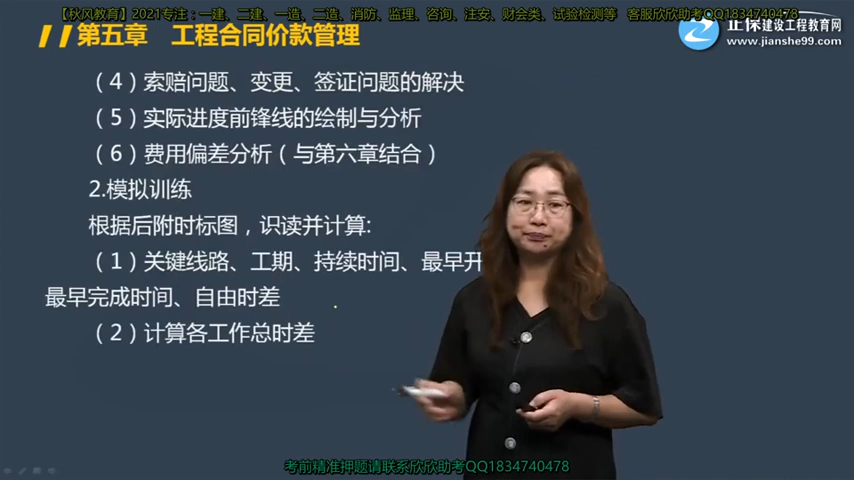 【秋风教育】2021专注：一建、二建、一造、二造、消防、监理、咨询、注安、财会类、试验检测等 客服欣欣助考QQ1834740478
第五章 工程合同价款管理
正保建设工程教育网
www.jianshe99.com
（4）索赔问题、变更、签证问题的解决
（5）实际进度前锋线的绘制与分析
（6）费用偏差分析（与第六章结合）
2.模拟训练
根据后附时标图，识读并计算:
（1）关键线路、工期、持续时间、最早开
最早完成时间、自由时差
（2）计算各工作总时差
考前精准押题请联系欣欣助考QQ1834740478